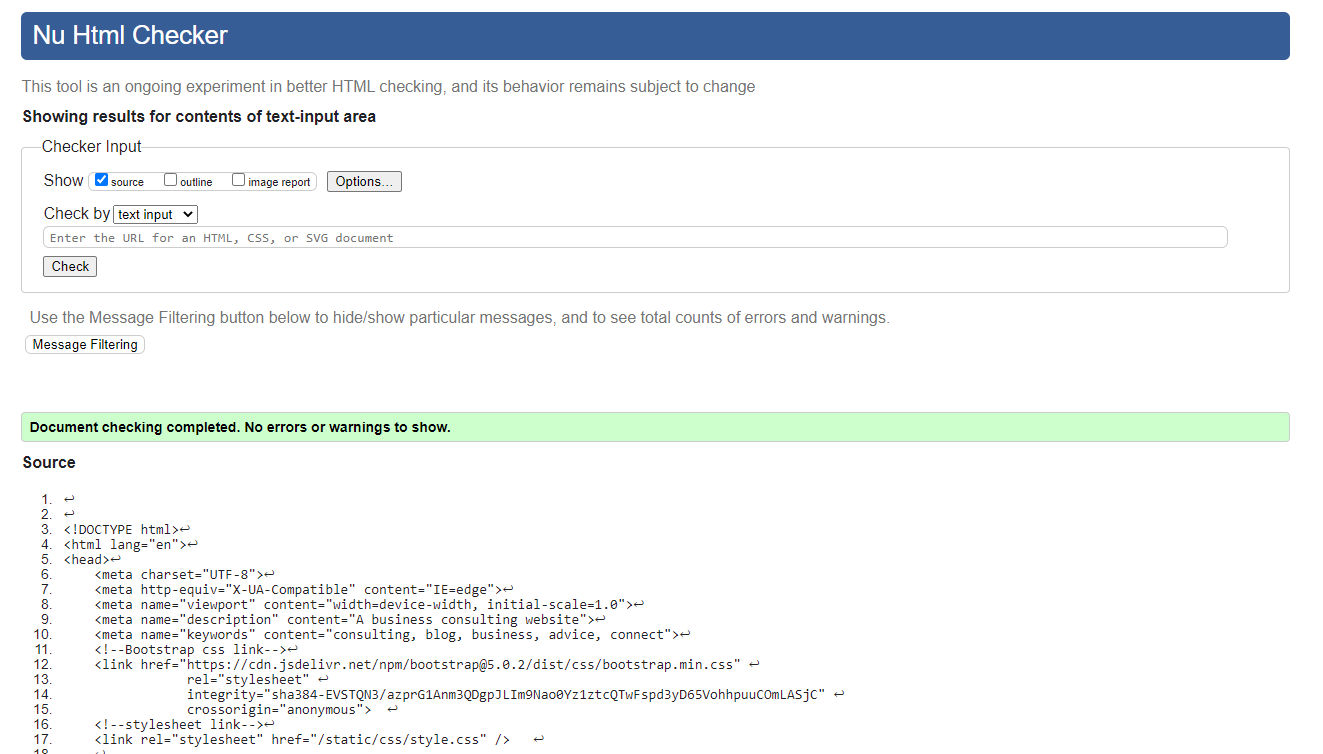 Nu Html Checker
This tool is an ongoing experiment in better HTML checking, and its behavior remains subject to change
Showing results for contents of text-input area
Checker Input
Show source outline image report Options...
Check by text input
Enter the URL for an HTML, CSS, or SVG document
Check
Use the Message Filtering button below to hide/show particular messages, and to see total counts of errors and warnings.
Message Filtering
Document checking completed. No errors or warnings to show.
Source
1. ↩
2. ↩
3. <!DOCTYPE html>↩
4. <html lang="en">↩
5. <head>↩
6.     <meta charset="UTF-8">↩
7.     <meta http-equiv="X-UA-Compatible" content="IE=edge">↩
8.     <meta name="viewport" content="width=device-width, initial-scale=1.0">↩
9.     <meta name="description" content="A business consulting website">↩
10.     <meta name="keywords" content="consulting, blog, business, advice, connect">↩
11.     <!--Bootstrap css link-->↩
12.     <link href="https://cdn.jsdelivr.net/npm/bootstrap@5.0.2/dist/css/bootstrap.min.css" ↩
13.                 rel="stylesheet" ↩
14.                 integrity="sha384-EVSTQN3/azprG1Anm3QDgpJLIm9Nao0Yz1ztcQTwFspd3yD65VohhpuuCOmLASjC" ↩
15.                 crossorigin="anonymous">  ↩
16.     <!--stylesheet link-->↩
17.     <link rel="stylesheet" href="/static/css/style.css" />   ↩
18.